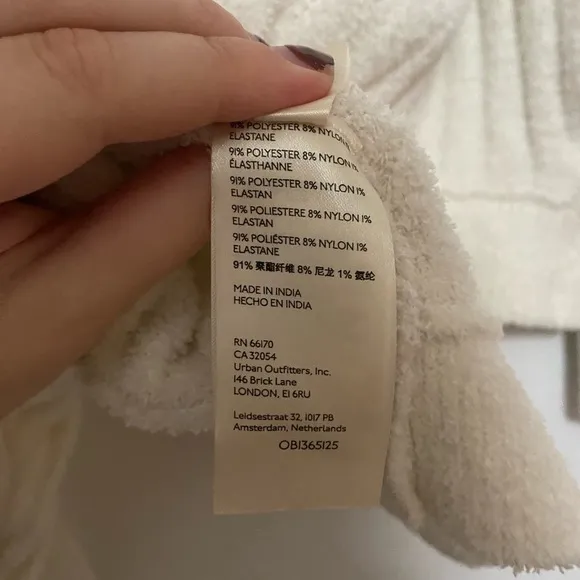 91% POLYESTER 8% NYLON 1%
ELASTANE
91% POLYESTER 8% NYLON 1%
ÉLASTHANNE
91% POLYESTER 8% NYLON 1%
ELASTAN
91% POLIESTERE 8% NYLON 1%
ELASTAN
91% POLIÉSTER 8% NYLON 1%
ELASTANE
91% 聚酯纤维 8% 尼龙 1% 氨纶
MADE IN INDIA
HECHO EN INDIA
RN 66170
CA 32054
Urban Outfitters, Inc.
146 Brick Lane
LONDON, E1 6RU
Leidsestraat 32, 1017 PB
Amsterdam, Netherlands
OB1365125